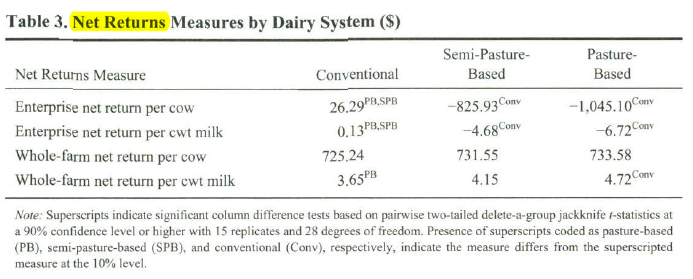 Table 3. Net Returns Measures by Dairy System ($)
Semi-Pasture- Pasture-
Net Returns Measure Conventional Based Based
Enterprise net return per cow 26.29PB,SPB −825.93Conv −1,045.10Conv
Enterprise net return per cwt milk 0.13PB,SPB −4.68Conv −6.72Conv
Whole-farm net return per cow 725.24 731.55 733.58
Whole-farm net return per cwt milk 3.65PB 4.15 4.72Conv
Note: Superscripts indicate significant column difference tests based on pairwise two-tailed delete-a-group jackknife t-statistics at
a 90% confidence level or higher with 15 replicates and 28 degrees of freedom. Presence of superscripts coded as pasture-based
(PB), semi-pasture-based (SPB), and conventional (Conv), respectively, indicate the measure differs from the superscripted
measure at the 10% level.